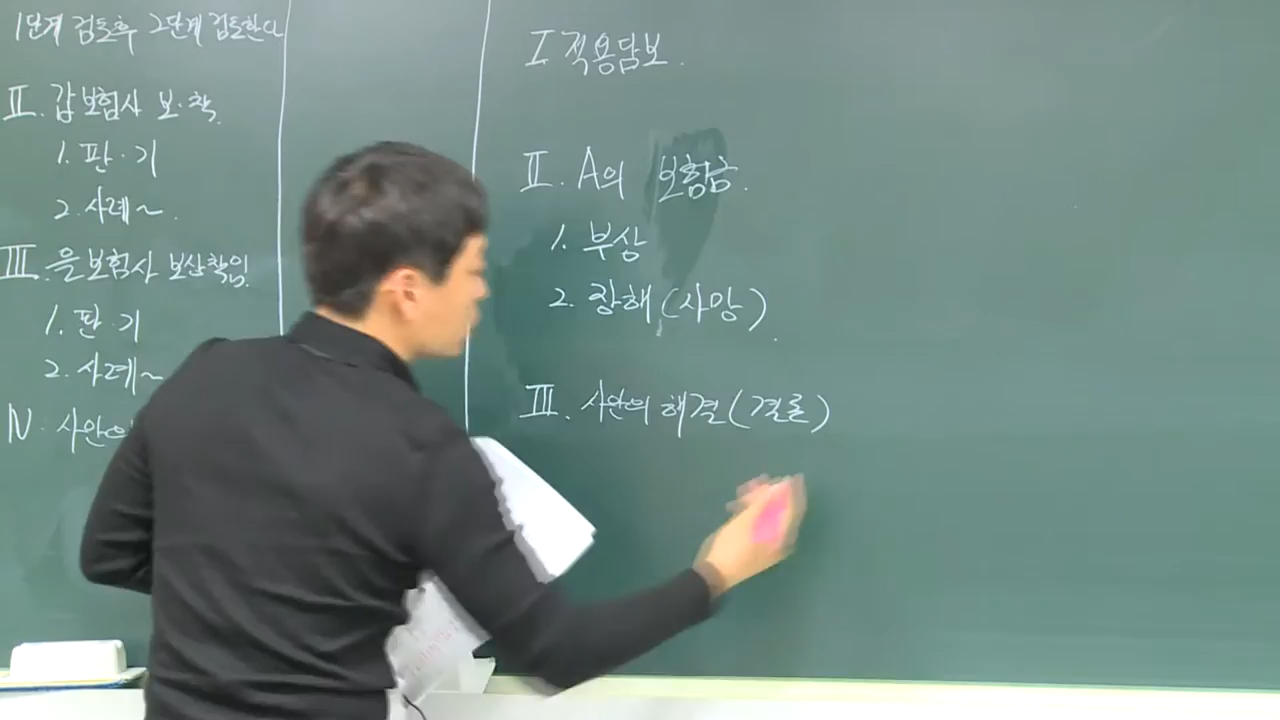 1단계 검토후 2단계 검토한다
II. 갑보험사 보·책.
1. 판·기
2. 사례~.
III. 을보험사 보상책임.
1. 판·기
2. 사례~
IV. 사안의
I 적용담보.
II. A의 보험금.
1. 부상
2. 장해(사망).
III. 사안의 해결(결론)